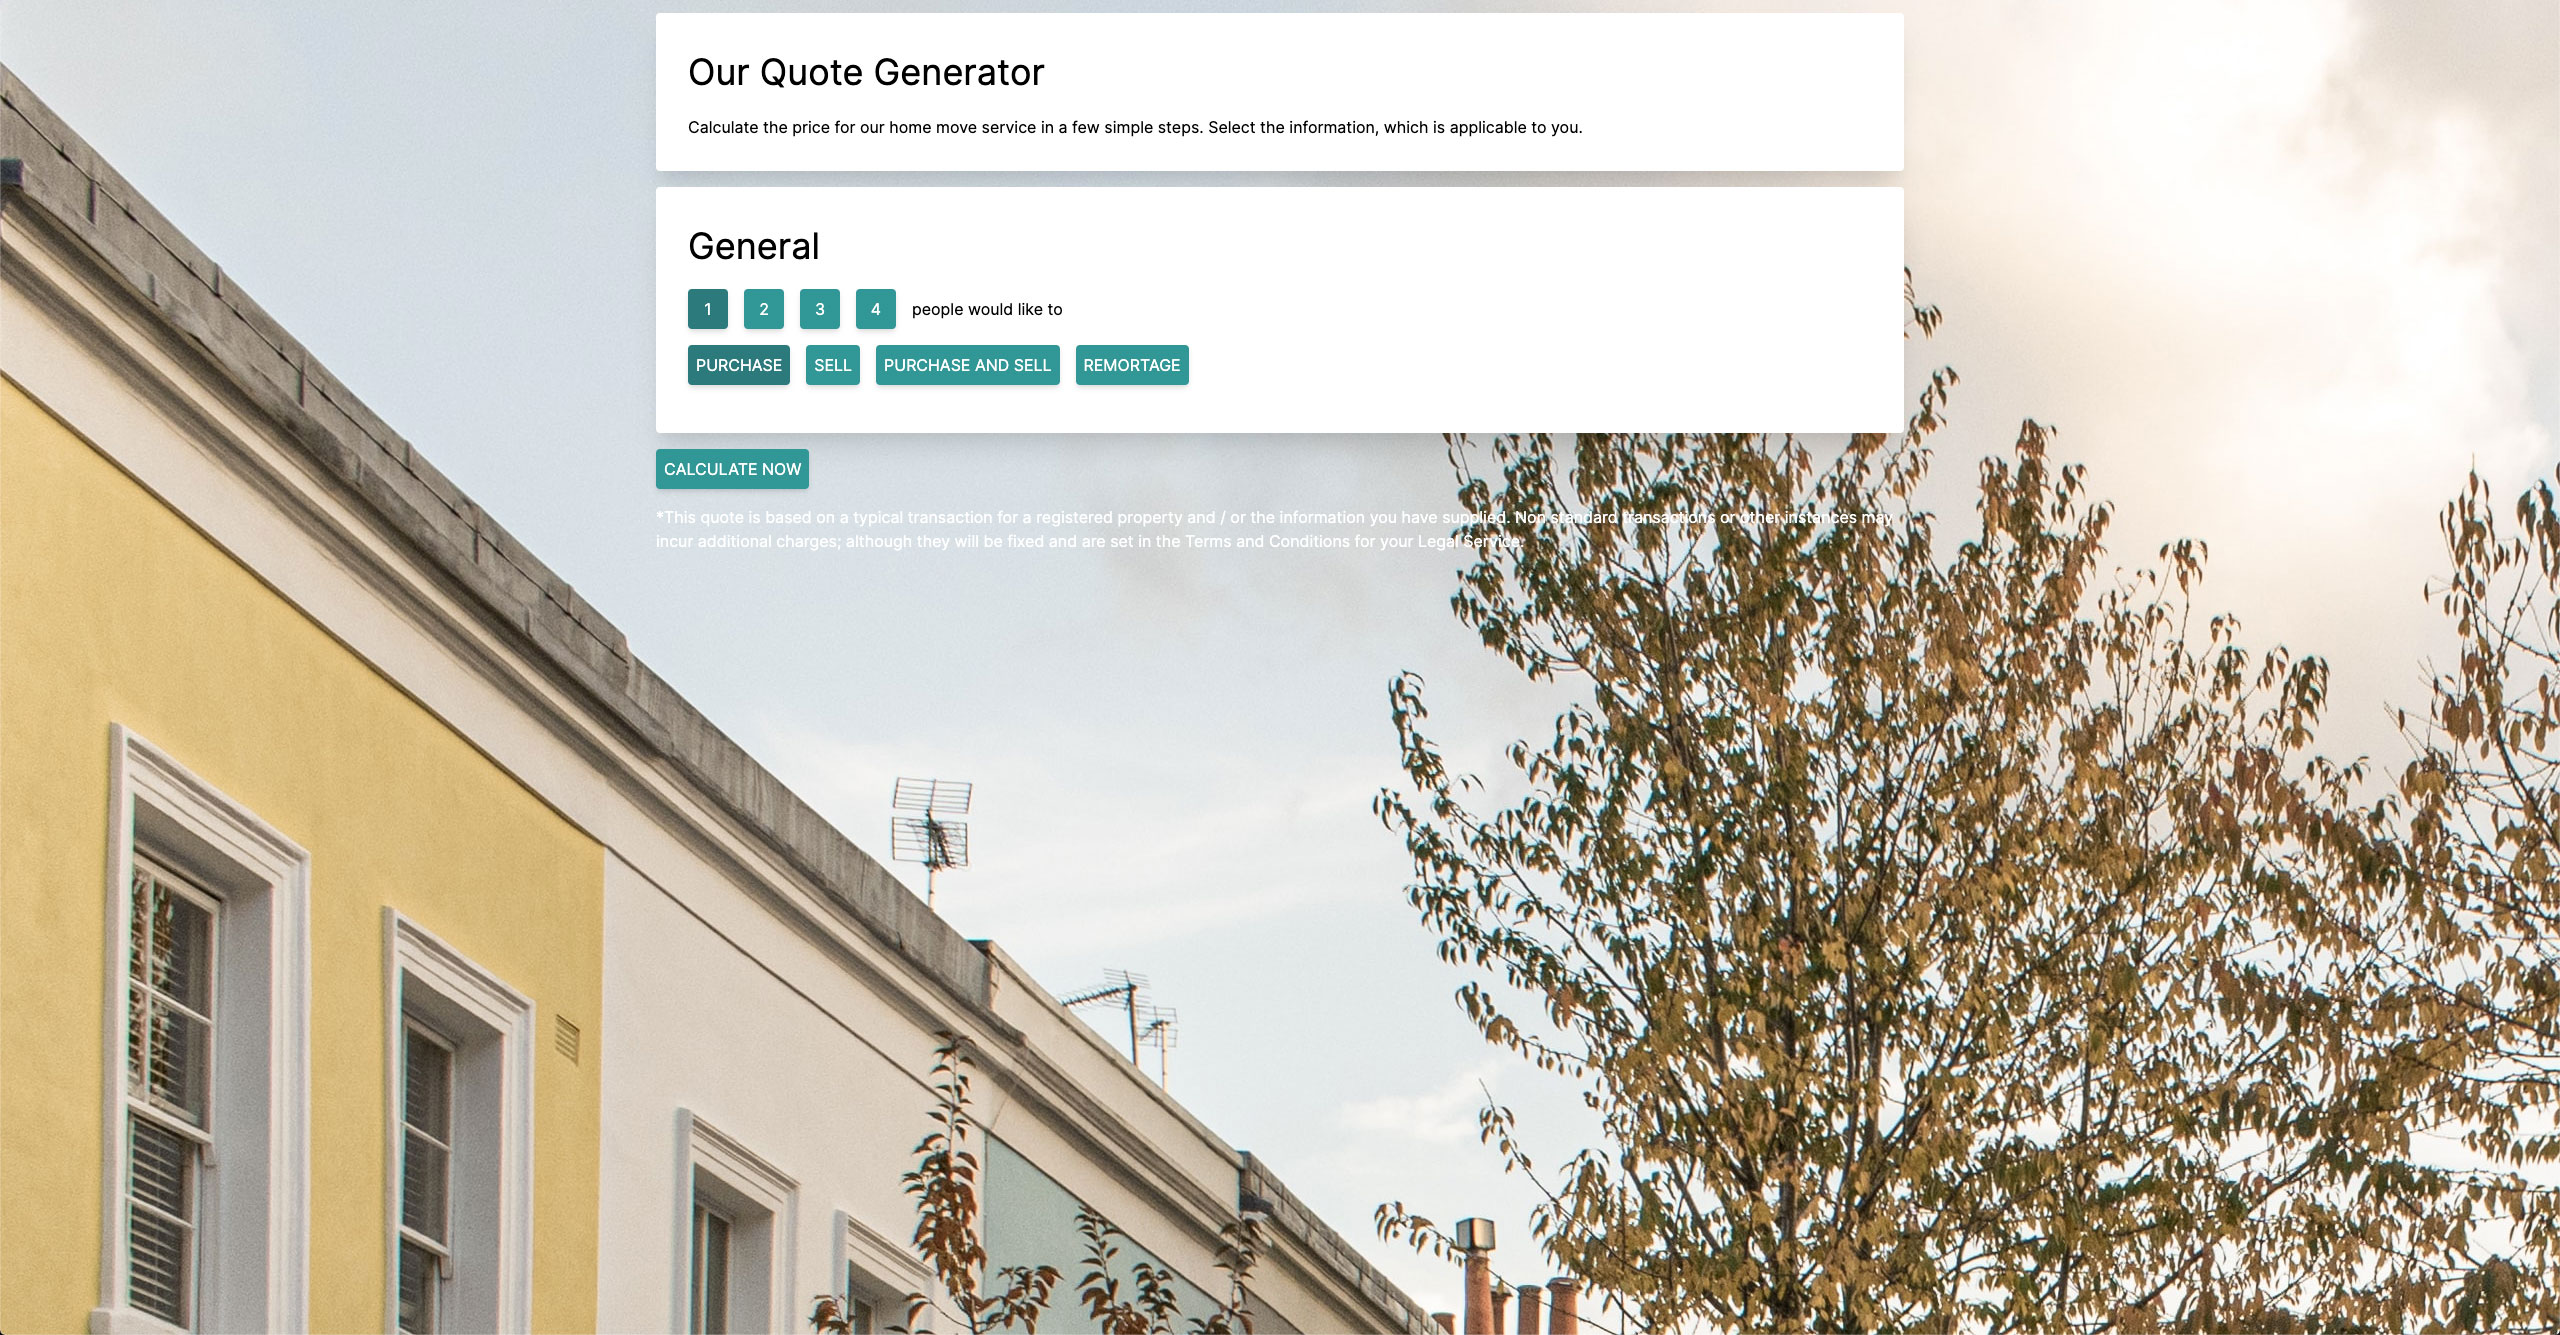 Our Quote Generator
Calculate the price for our home move service in a few simple steps. Select the information, which is applicable to you.
General
1 2 3 4 people would like to
PURCHASE SELL PURCHASE AND SELL REMORTAGE
CALCULATE NOW
*This quote is based on a typical transaction for a registered property and / or the information you have supplied. Non standard transactions or other instances may
incur additional charges; although they will be fixed and are set in the Terms and Conditions for your Legal Service.